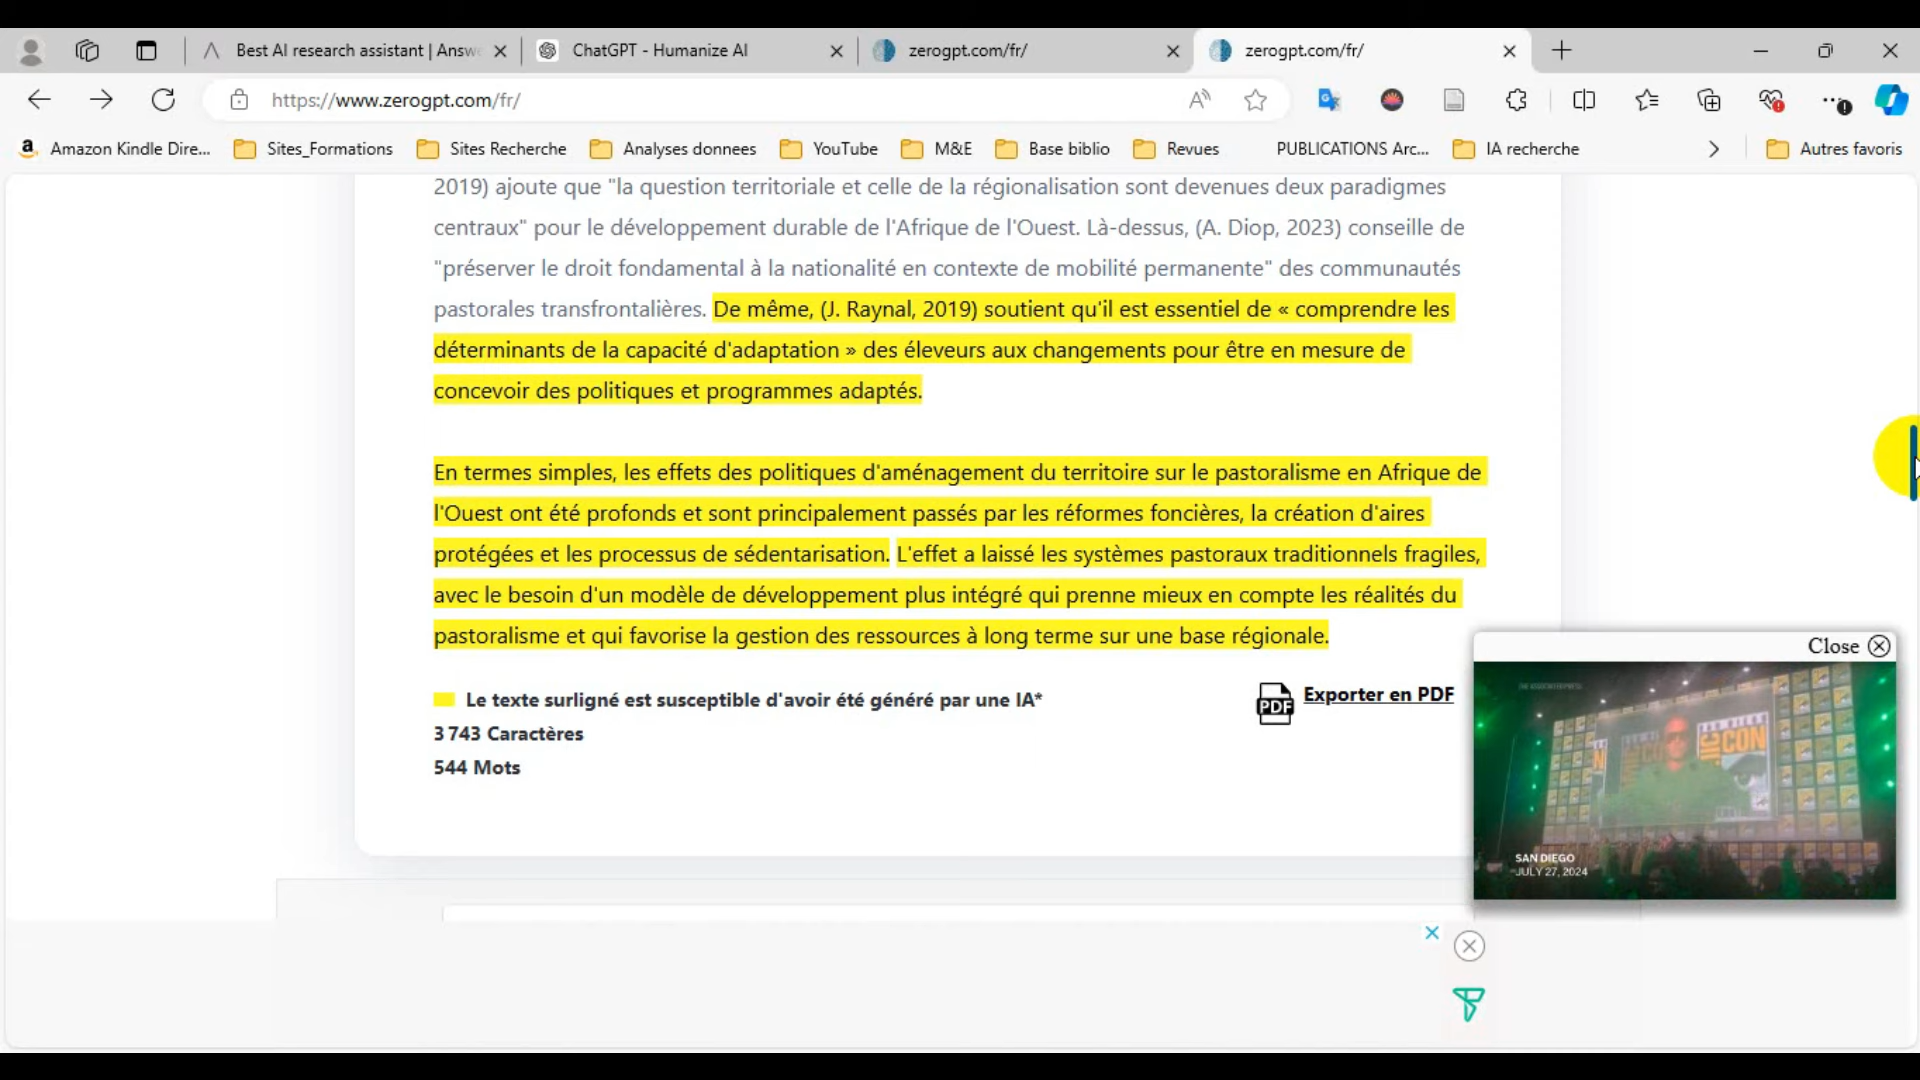 Best AI research assistant | Answ
ChatGPT - Humanize AI
zerogpt.com/fr/
zerogpt.com/fr/
https://www.zerogpt.com/fr/
Amazon Kindle Dire...
Sites_Formations
Sites Recherche
Analyses donnees
YouTube
M&E
Base biblio
Revues
PUBLICATIONS Arc...
IA recherche
Autres favoris
2019) ajoute que "la question territoriale et celle de la régionalisation sont devenues deux paradigmes
centraux" pour le développement durable de l'Afrique de l'Ouest. Là-dessus, (A. Diop, 2023) conseille de
"préserver le droit fondamental à la nationalité en contexte de mobilité permanente" des communautés
pastorales transfrontalières. De même, (J. Raynal, 2019) soutient qu'il est essentiel de « comprendre les
déterminants de la capacité d'adaptation » des éleveurs aux changements pour être en mesure de
concevoir des politiques et programmes adaptés.
En termes simples, les effets des politiques d'aménagement du territoire sur le pastoralisme en Afrique de
l'Ouest ont été profonds et sont principalement passés par les réformes foncières, la création d'aires
protégées et les processus de sédentarisation. L'effet a laissé les systèmes pastoraux traditionnels fragiles,
avec le besoin d'un modèle de développement plus intégré qui prenne mieux en compte les réalités du
pastoralisme et qui favorise la gestion des ressources à long terme sur une base régionale.
Close
Le texte surligné est susceptible d'avoir été généré par une IA*
PDF
Exporter en PDF
3 743 Caractères
544 Mots
SAN DIEGO
JULY 27, 2024